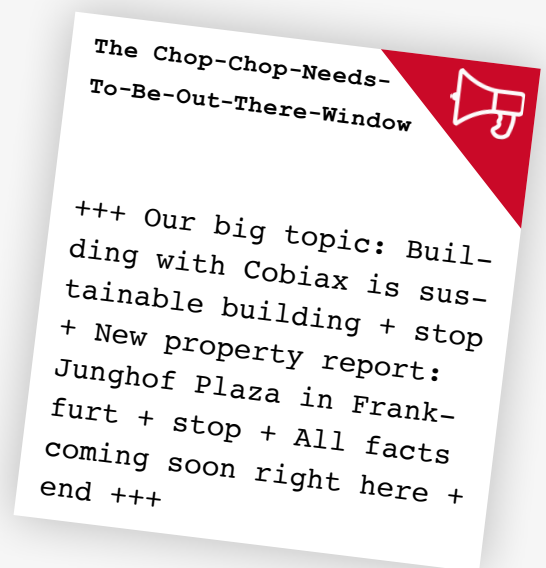 The Chop-Chop-Needs-
To-Be-Out-There-Window
+++ Our big topic: Buil-
ding with Cobiax is sus-
tainable building + stop
+ New property report:
Junghof Plaza in Frank-
furt + stop + All facts
coming soon right here +
end +++